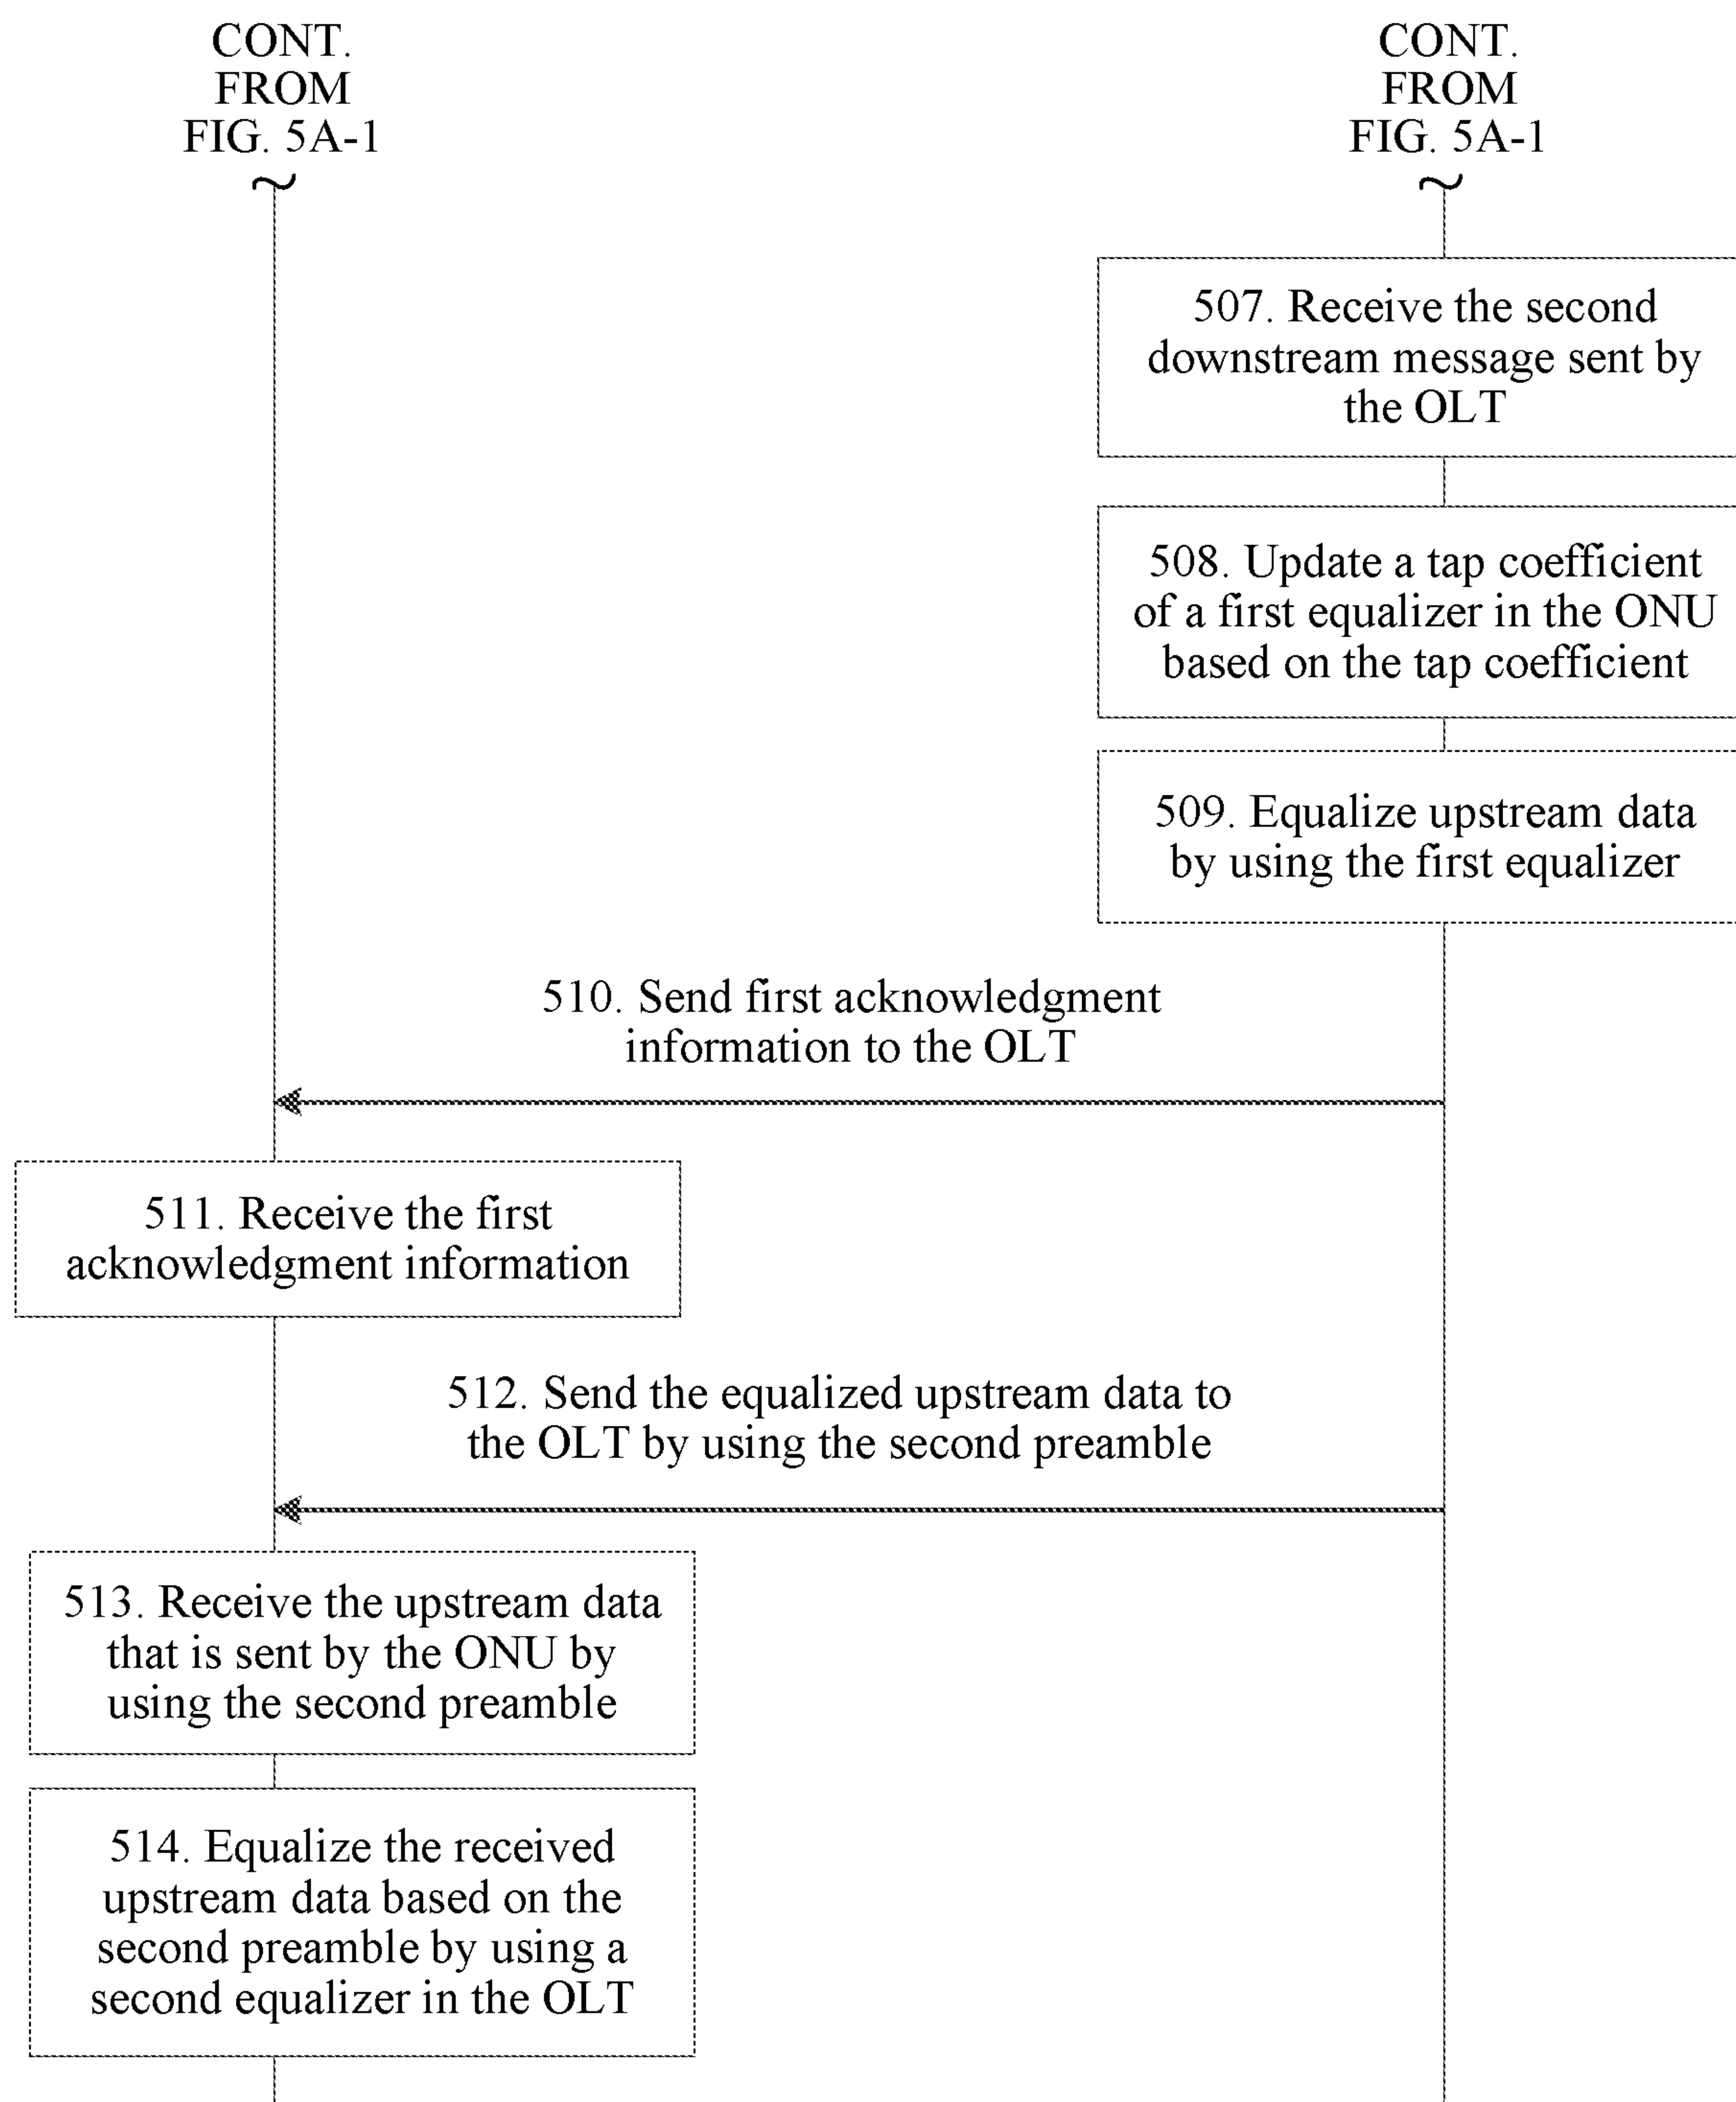 CONT.
FROM
FIG. 5A-1
CONT.
FROM
FIG. 5A-1
507. Receive the second
downstream message sent by
the OLT
508. Update a tap coefficient
of a first equalizer in the ONU
based on the tap coefficient
509. Equalize upstream data
by using the first equalizer
510. Send first acknowledgment
information to the OLT
511. Receive the first
acknowledgment information
512. Send the equalized upstream data to
the OLT by using the second preamble
513. Receive the upstream data
that is sent by the ONU by
using the second preamble
514. Equalize the received
upstream data based on the
second preamble by using a
second equalizer in the OLT